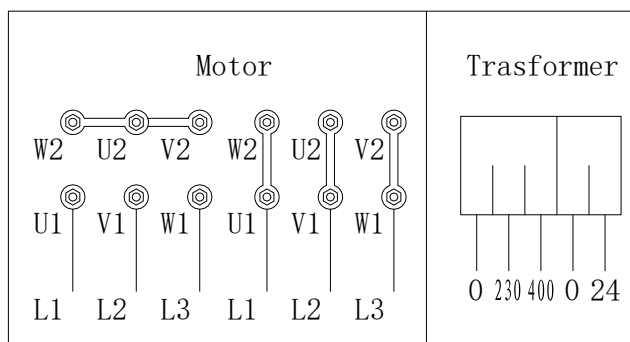 Motor Trasformer
W2 U2 V2 W2 U2 V2
U1 V1 W1 U1 V1 W1
L1 L2 L3 L1 L2 L3
0 230 400 0 24